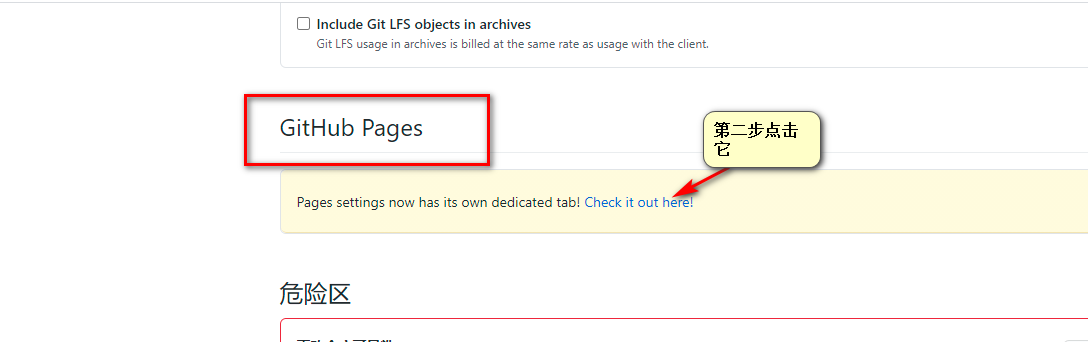 Include Git LFS objects in archives
Git LFS usage in archives is billed at the same rate as usage with the client.
GitHub Pages
第二步点击
它
Pages settings now has its own dedicated tab! Check it out here!
危险区